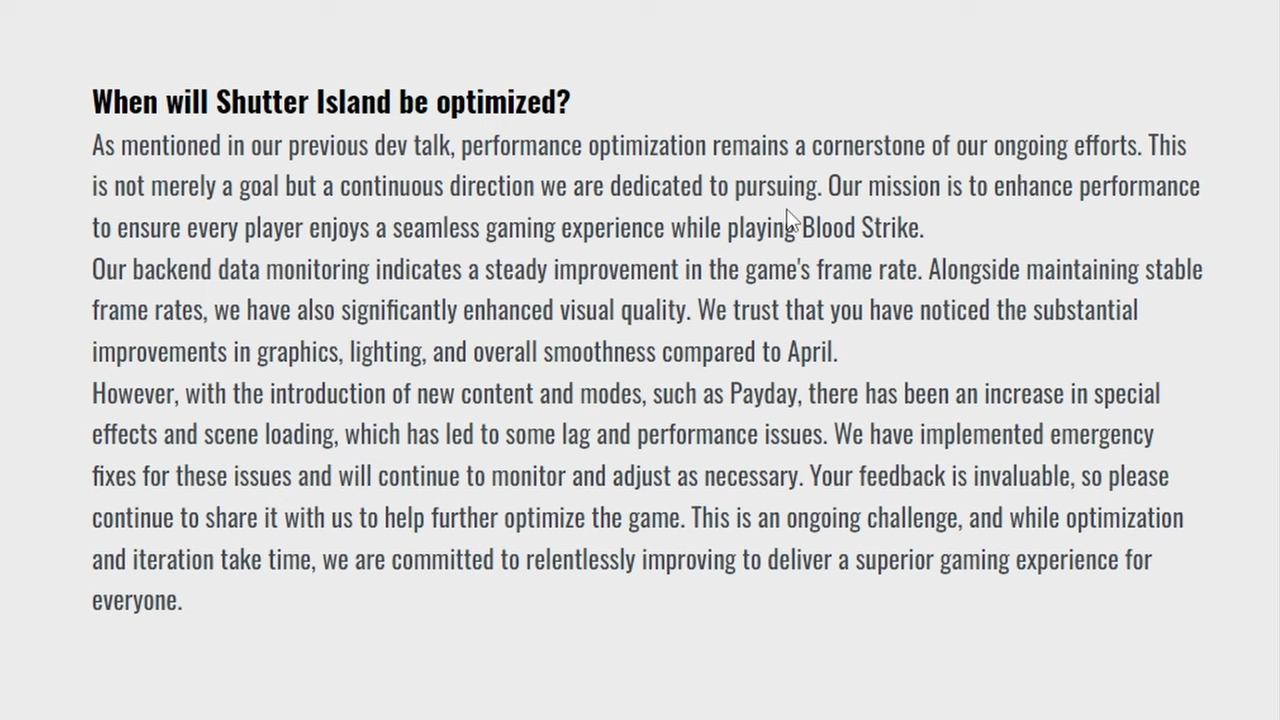 When will Shutter Island be optimized?
As mentioned in our previous dev talk, performance optimization remains a cornerstone of our ongoing efforts. This
is not merely a goal but a continuous direction we are dedicated to pursuing. Our mission is to enhance performance
to ensure every player enjoys a seamless gaming experience while playing Blood Strike.
Our backend data monitoring indicates a steady improvement in the game's frame rate. Alongside maintaining stable
frame rates, we have also significantly enhanced visual quality. We trust that you have noticed the substantial
improvements in graphics, lighting, and overall smoothness compared to April.
However, with the introduction of new content and modes, such as Payday, there has been an increase in special
effects and scene loading, which has led to some lag and performance issues. We have implemented emergency
fixes for these issues and will continue to monitor and adjust as necessary. Your feedback is invaluable, so please
continue to share it with us to help further optimize the game. This is an ongoing challenge, and while optimization
and iteration take time, we are committed to relentlessly improving to deliver a superior gaming experience for
everyone.